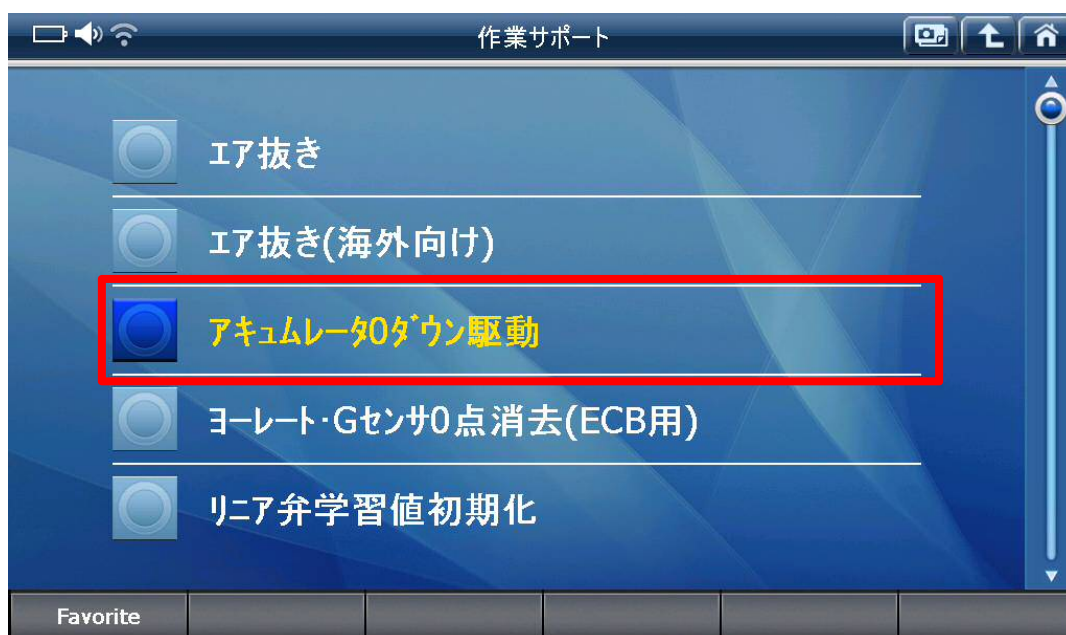 作業サポート
エア抜き
エア抜き(海外向け)
アキュムレータ0ダウン駆動
ヨーレート・Gセンサ0点消去(ECB用)
リニア弁学習値初期化
Favorite